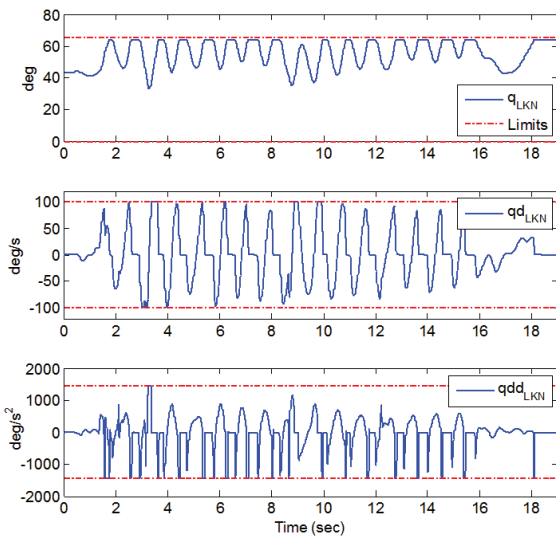 80
60
40
20
0
deg
0 2 4 6 8 10 12 14 16 18
q_LKN
Limits
100
50
0
-50
-100
deg/s
0 2 4 6 8 10 12 14 16 18
qd_LKN
2000
1000
0
-1000
-2000
deg/s²
0 2 4 6 8 10 12 14 16 18
qdd_LKN
Time (sec)